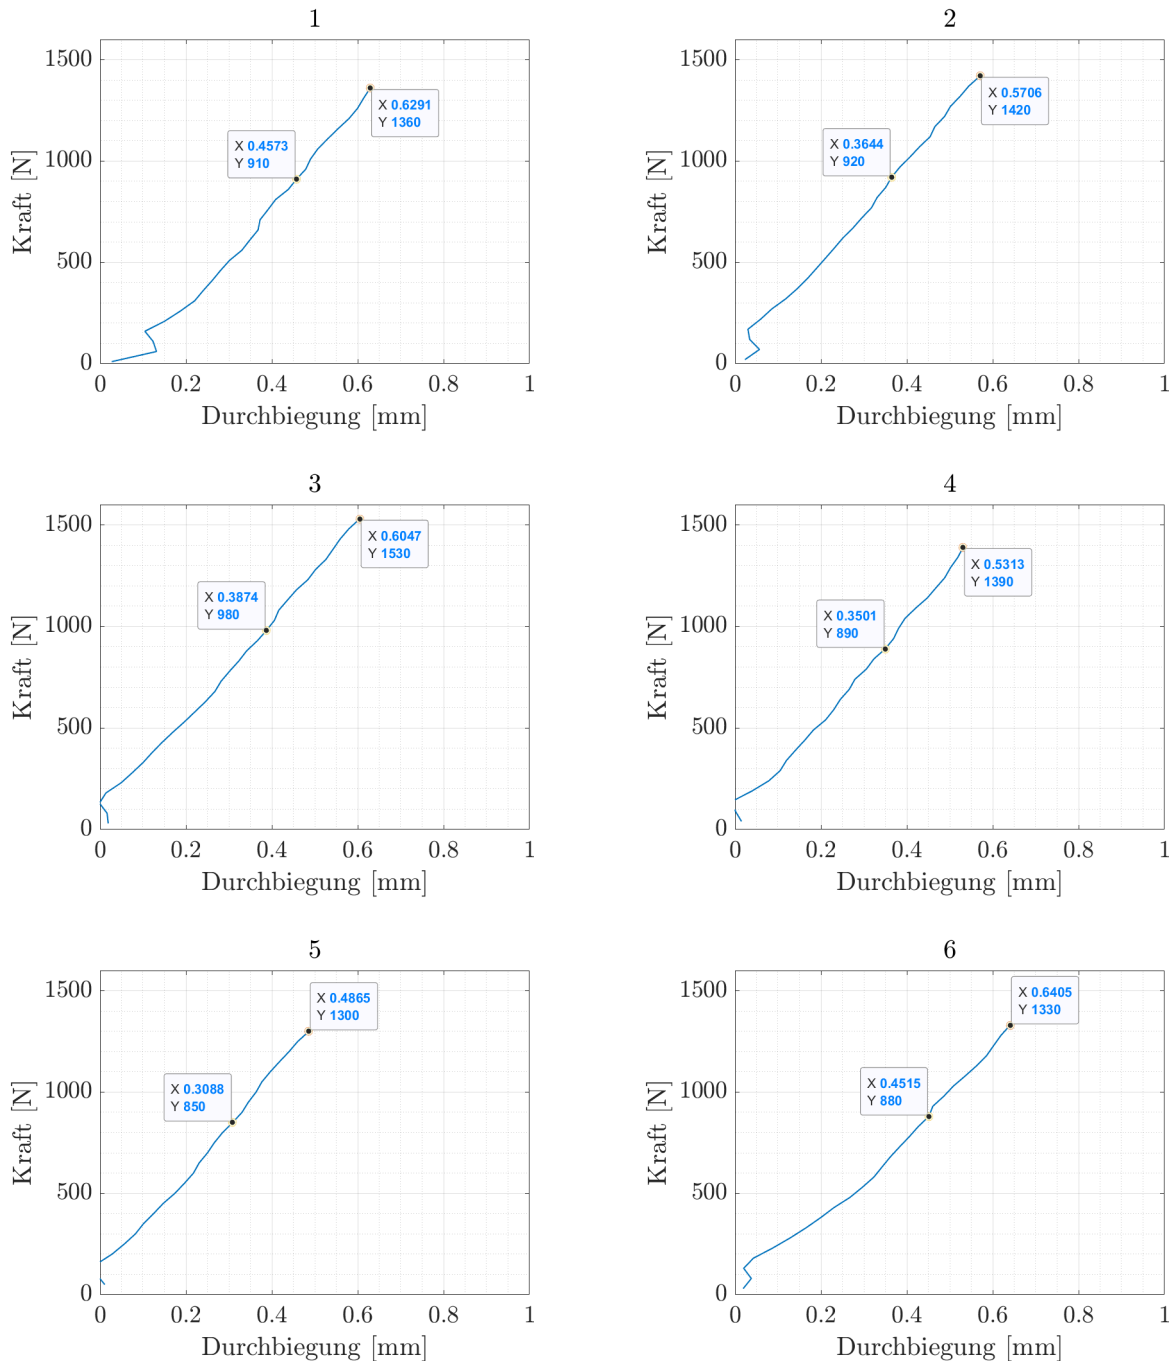 1
1500
1000
500
0
Kraft [N]
X 0.4573
Y 910
X 0.6291
Y 1360
0 0.2 0.4 0.6 0.8 1
Durchbiegung [mm]
2
1500
1000
500
0
Kraft [N]
X 0.3644
Y 920
X 0.5706
Y 1420
0 0.2 0.4 0.6 0.8 1
Durchbiegung [mm]
3
1500
1000
500
0
Kraft [N]
X 0.3874
Y 980
X 0.6047
Y 1530
0 0.2 0.4 0.6 0.8 1
Durchbiegung [mm]
4
1500
1000
500
0
Kraft [N]
X 0.3501
Y 890
X 0.5313
Y 1390
0 0.2 0.4 0.6 0.8 1
Durchbiegung [mm]
5
1500
1000
500
0
Kraft [N]
X 0.3088
Y 850
X 0.4865
Y 1300
0 0.2 0.4 0.6 0.8 1
Durchbiegung [mm]
6
1500
1000
500
0
Kraft [N]
X 0.4515
Y 880
X 0.6405
Y 1330
0 0.2 0.4 0.6 0.8 1
Durchbiegung [mm]